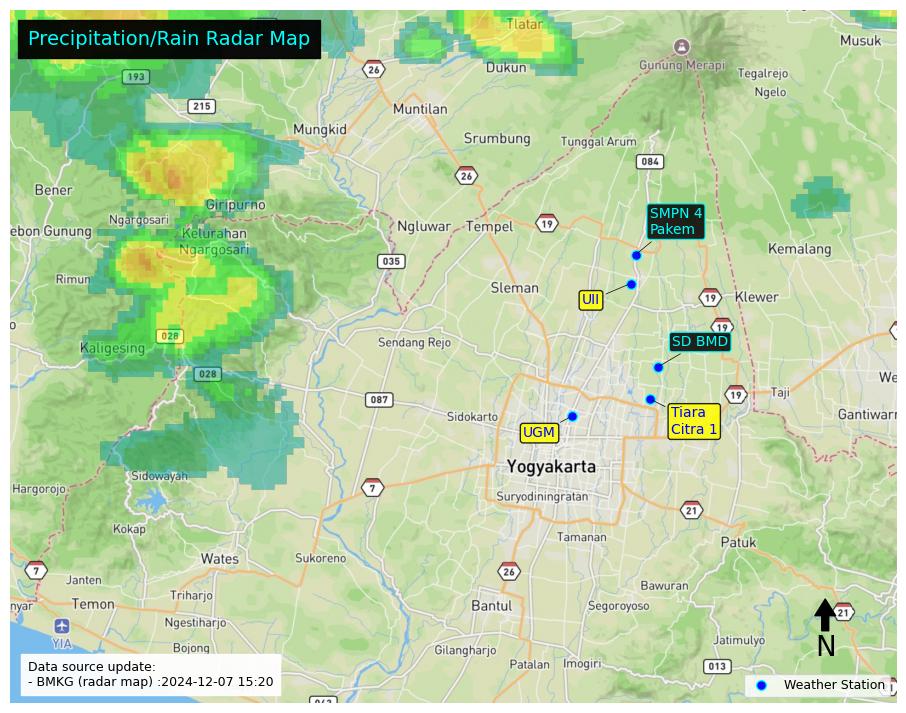 Precipitation/Rain Radar Map
Tlatar
Musuk
Gunung Merapi
26
193
Dukun
Tegalrejo
Ngelo
215
Muntilan
Mungkid
Srumbung
Tunggal Arum
084
26
Bener
Giripurno
SMPN 4
Pakem
Ngargosari
ebon Gunung
Kelurahan
Ngargosari
Ngluwar
Tempel
19
Kemalang
035
Rimun
UII
Sleman
19
Klewer
19
028
Kaligesing
Sendang Rejo
SD BMD
028
We
087
19
Taji
Sidokarto
Tiara
Citra 1
Gantiwarn
UGM
Yogyakarta
Sidowayah
Hargorojo
7
Suryodiningratan
21
Kokap
Tamanan
Patuk
Wates
Sukoreno
7
26
Janten
Bawuran
nyar
Temon
Triharjo
Bantul
Segoroyoso
21
Ngestiharjo
YIA
N
Bojong
Gilangharjo
Jatimulyo
Patalan
Imogiri
013
Data source update:
- BMKG (radar map) :2024-12-07 15:20
Weather Station